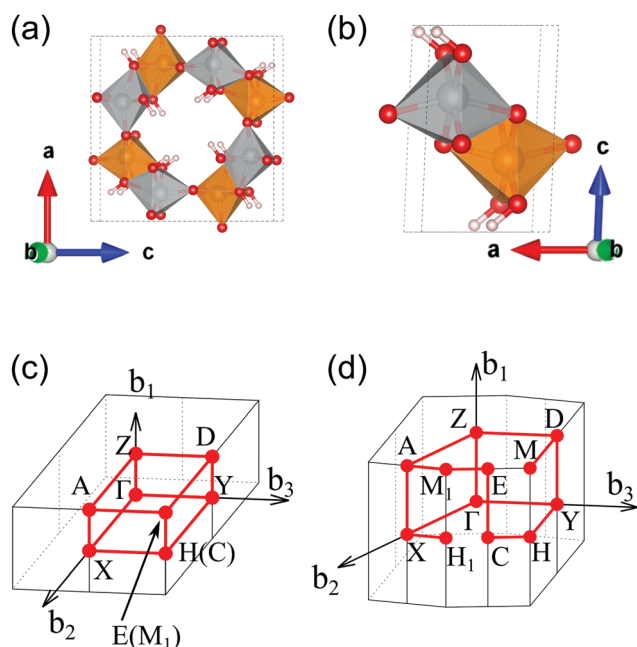 (a)
(b)
a
b
c
c
a
b
(c)
(d)
b₁
b₁
Z
D
Z
D
A
M
A
Γ
Y
b₃
M₁
E
b₃
Γ
Y
X
H(C)
X
H₁
C
H
b₂
b₂
E(M₁)